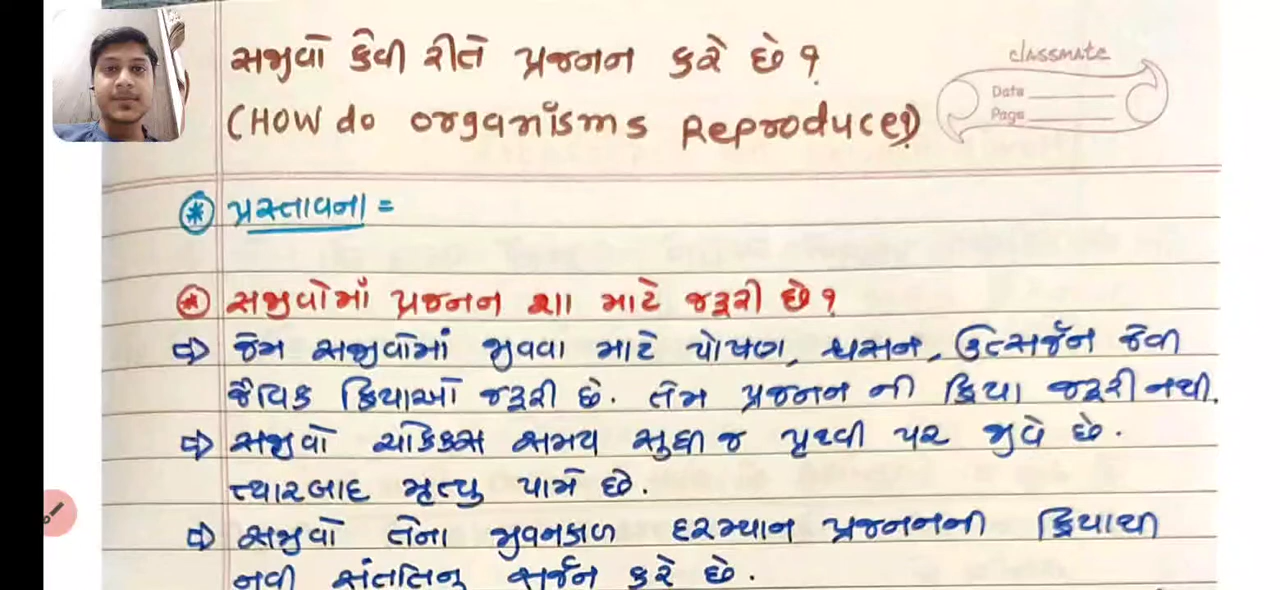 સજીવો કેવી રીતે પ્રજનન કરે છે?
(HOW do organisms Reproduce?)
classmate
Date
Page
* પ્રસ્તાવના =
* સજીવોમાં પ્રજનન શા માટે જરૂરી છે?
⇨ જેમ સજીવોમાં જીવવા માટે પોષણ, શ્વસન, ઉત્સર્જન જેવી
જૈવિક ક્રિયાઓ જરૂરી છે. તેમ પ્રજનન ની ક્રિયા જરૂરી નથી.
⇨ સજીવો ચોક્કસ સમય સુધી જ પૃથ્વી પર જીવે છે.
ત્યારબાદ મૃત્યુ પામે છે.
⇨ સજીવો તેના જીવનકાળ દરમ્યાન પ્રજનનની ક્રિયાથી
નવી સંતતિનુ સર્જન કરે છે.